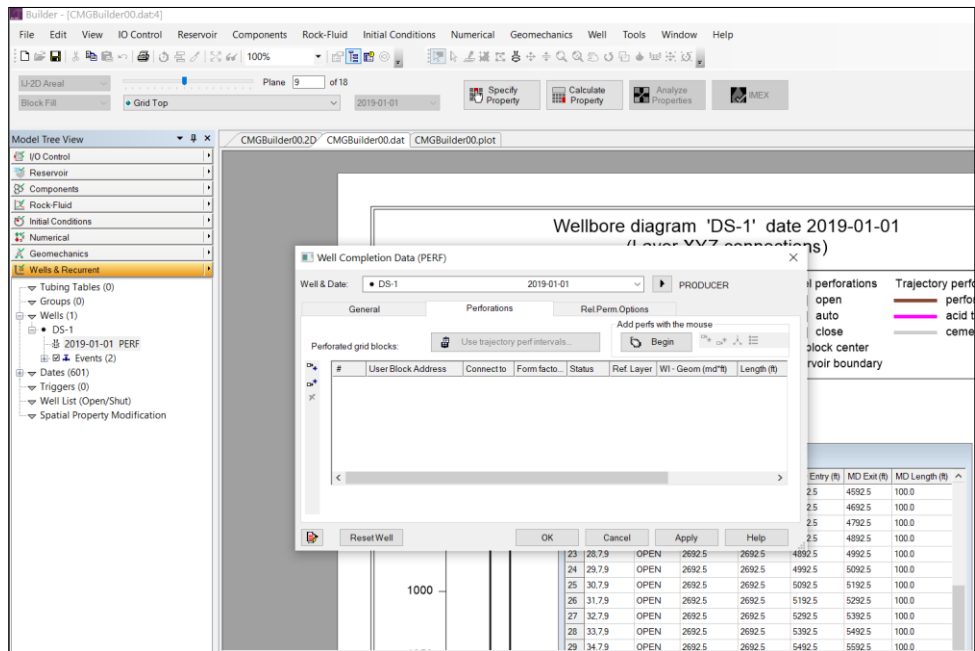 Builder - [CMGBuilder00.dat:4]
File Edit View IO Control Reservoir Components Rock-Fluid Initial Conditions Numerical Geomechanics Well Tools Window Help
100%
IJ-2D Areal Plane 9 of 18
Specify Property Calculate Property Analyze Properties IMEX
Block Fill Grid Top 2019-01-01
Model Tree View
CMGBuilder00.2D CMGBuilder00.dat CMGBuilder00.plot
I/O Control
Reservoir
Components
Rock-Fluid
Initial Conditions
Numerical
Geomechanics
Wells & Recurrent
Tubing Tables (0)
Groups (0)
Wells (1)
DS-1
2019-01-01 PERF
Events (2)
Dates (601)
Triggers (0)
Well List (Open/Shut)
Spatial Property Modification
Wellbore diagram 'DS-1' date 2019-01-01
(Layer XYZ connections)
Well Completion Data (PERF)
Well & Date: DS-1 2019-01-01 PRODUCER
General Perforations Rel.Perm.Options
Add perfs with the mouse
Perforated grid blocks: Use trajectory perf intervals... Begin
# User Block Address Connect to Form facto... Status Ref. Layer WI - Geom (md*ft) Length (ft)
Reset Well OK Cancel Apply Help
perforations Trajectory perfo
open perfo
auto acid t
close ceme
block center
rvoir boundary
Entry (ft) MD Exit (ft) MD Length (ft)
2.5 4592.5 100.0
2.5 4692.5 100.0
2.5 4792.5 100.0
2.5 4892.5 100.0
23 28,7,9 OPEN 2692.5 2692.5 4892.5 4992.5 100.0
24 29,7,9 OPEN 2692.5 2692.5 4992.5 5092.5 100.0
25 30,7,9 OPEN 2692.5 2692.5 5092.5 5192.5 100.0
26 31,7,9 OPEN 2692.5 2692.5 5192.5 5292.5 100.0
27 32,7,9 OPEN 2692.5 2692.5 5292.5 5392.5 100.0
28 33,7,9 OPEN 2692.5 2692.5 5392.5 5492.5 100.0
29 34,7,9 OPEN 2692.5 2692.5 5492.5 5592.5 100.0
1000